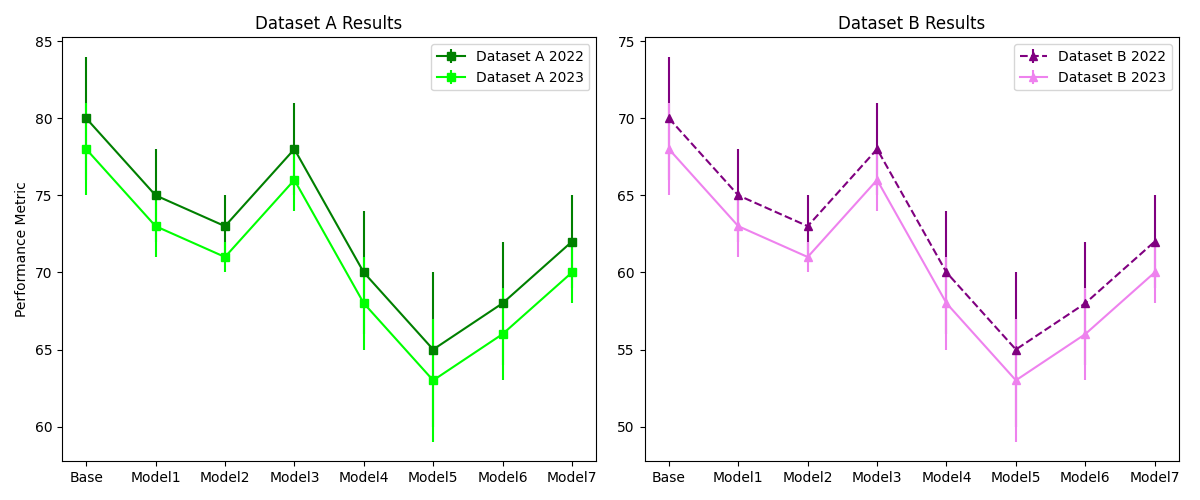 Dataset A Results
Dataset A 2022
Dataset A 2023
Performance Metric
85
80
75
70
65
60
Base Model1 Model2 Model3 Model4 Model5 Model6 Model7
Dataset B Results
Dataset B 2022
Dataset B 2023
75
70
65
60
55
50
Base Model1 Model2 Model3 Model4 Model5 Model6 Model7